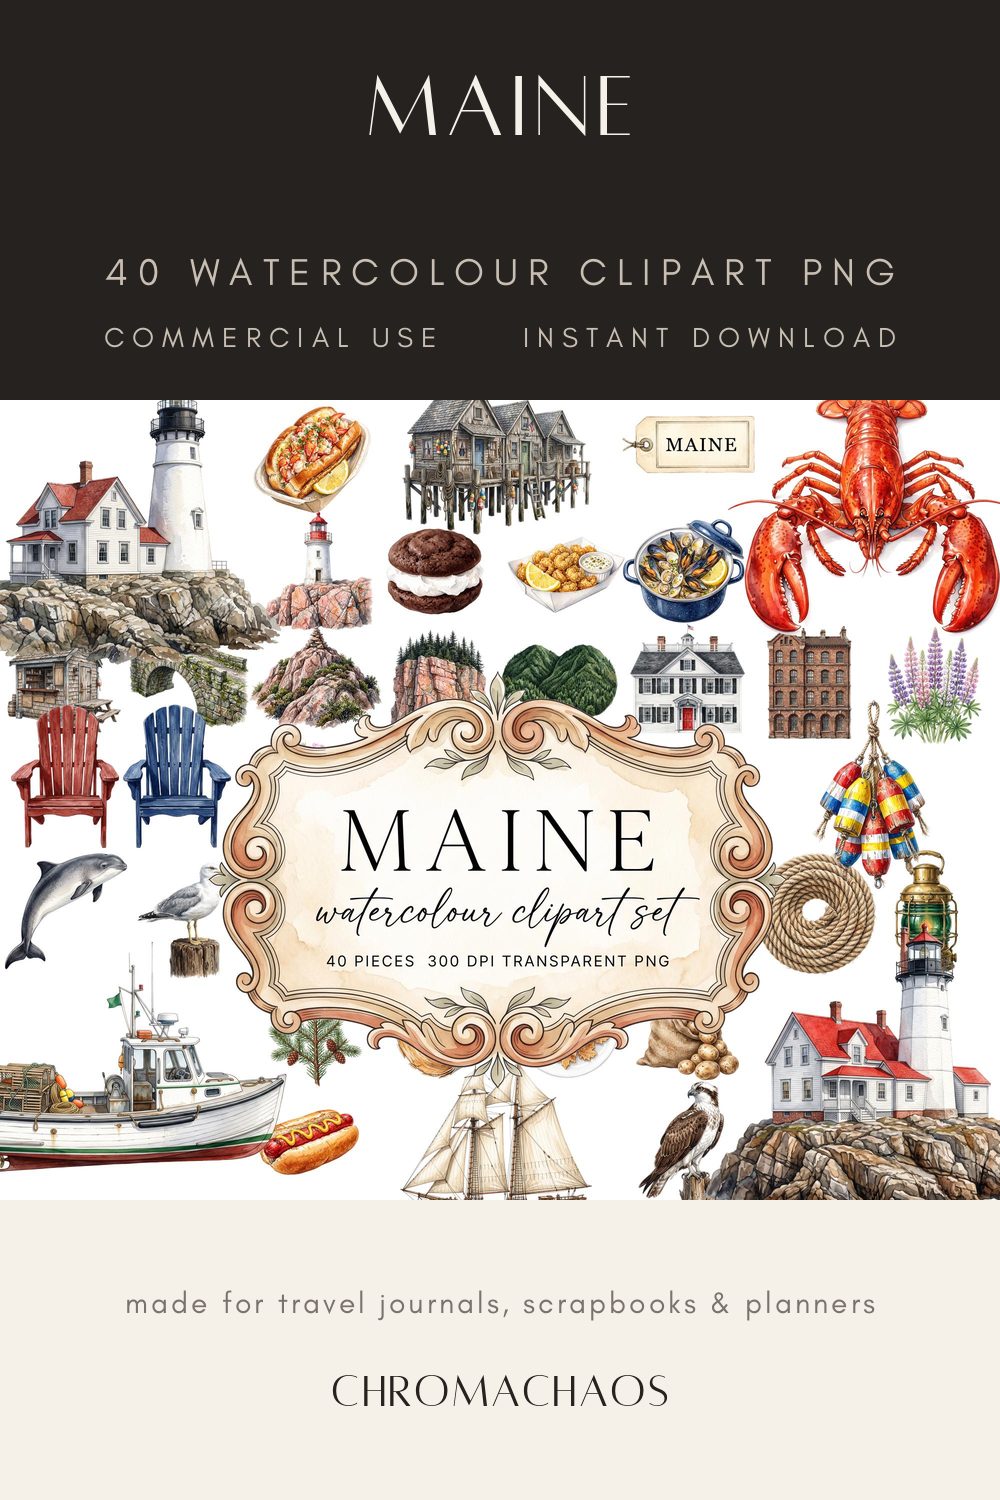 MAINE
40 WATERCOLOUR CLIPART PNG
COMMERCIAL USE INSTANT DOWNLOAD
MAINE
MAINE
watercolour clipart set
40 PIECES 300 DPI TRANSPARENT PNG
made for travel journals, scrapbooks & planners
CHROMACHAOS